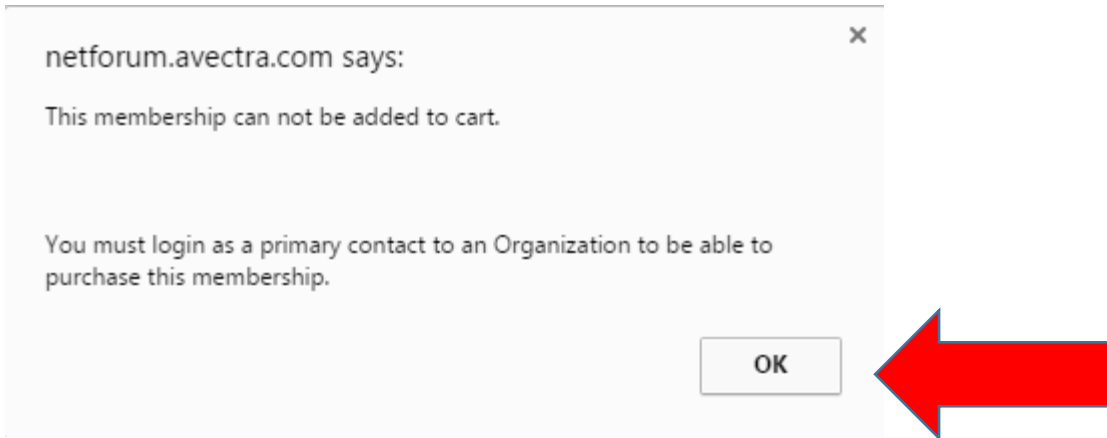 netforum.avectra.com says:
This membership can not be added to cart.
You must login as a primary contact to an Organization to be able to
purchase this membership.
OK